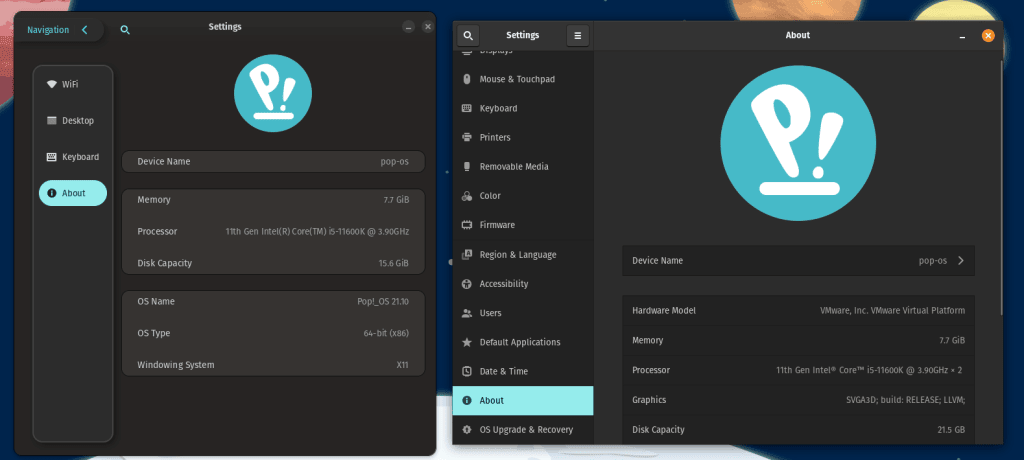 Navigation
Settings
WiFi
Desktop
Keyboard
About
P!
Device Name pop-os
Memory 7.7 GiB
Processor 11th Gen Intel(R) Core(TM) i5-11600K @ 3.90GHz
Disk Capacity 15.6 GiB
OS Name Pop!_OS 21.10
OS Type 64-bit (x86)
Windowing System X11
Settings
About
Displays
Mouse & Touchpad
Keyboard
Printers
Removable Media
Color
Firmware
Region & Language
Accessibility
Users
Default Applications
Date & Time
About
OS Upgrade & Recovery
P!
Device Name pop-os
Hardware Model VMware, Inc. VMware Virtual Platform
Memory 7.7 GiB
Processor 11th Gen Intel® Core™ i5-11600K @ 3.90GHz × 2
Graphics SVGA3D; build: RELEASE; LLVM;
Disk Capacity 21.5 GB